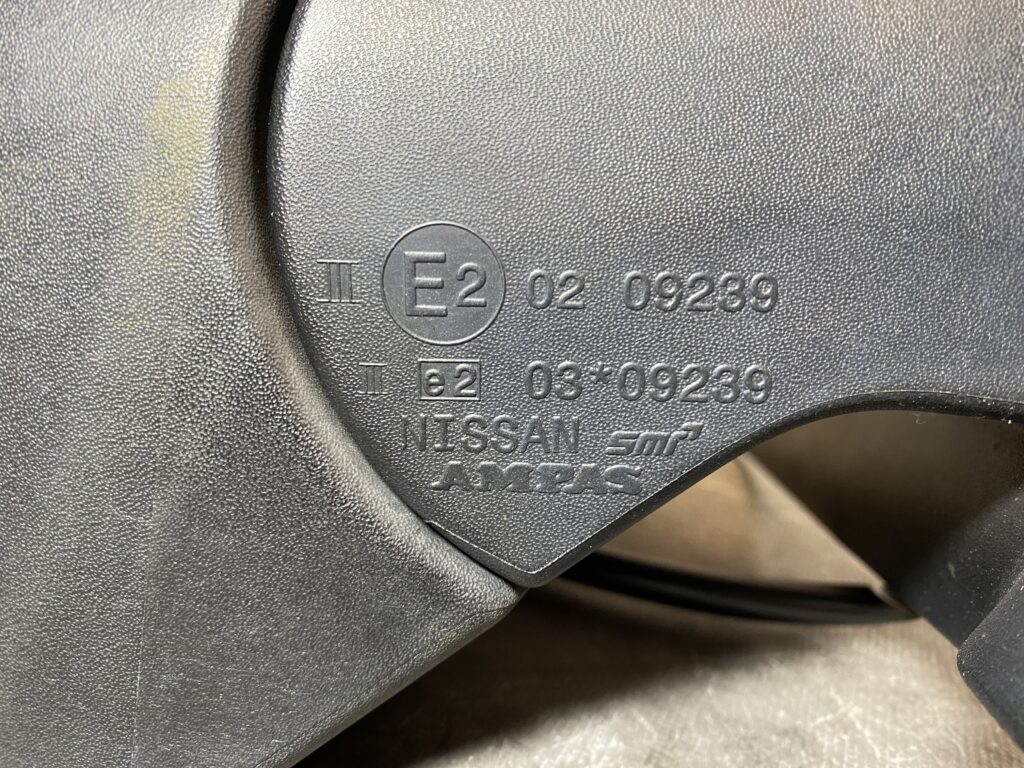 III E2 02 09239
II e2 03*09239
NISSAN smr
AMPAS